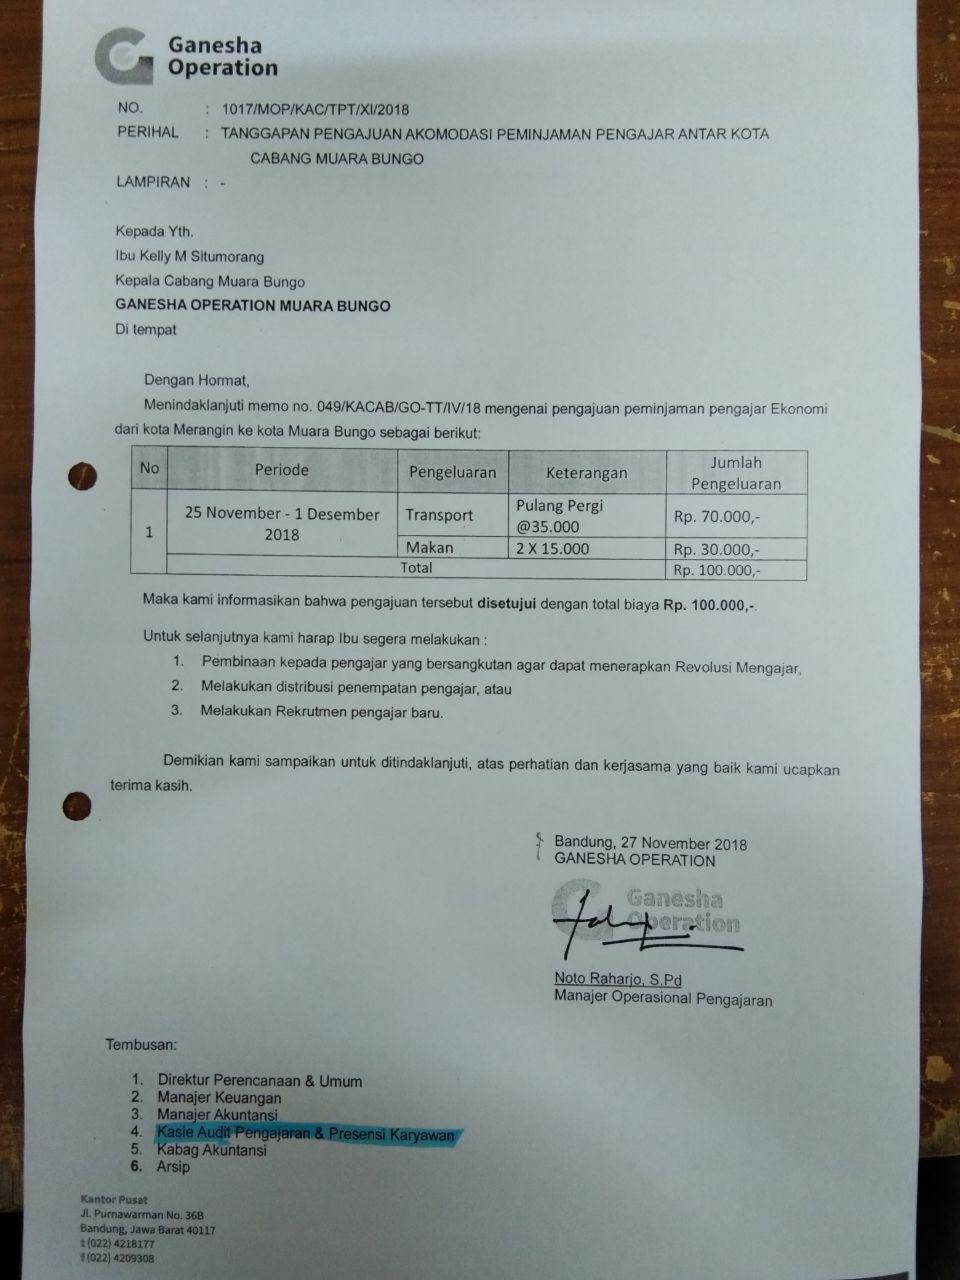 Ganesha
Operation
NO. : 1017/MOP/KAC/TPT/XI/2018
PERIHAL : TANGGAPAN PENGAJUAN AKOMODASI PEMINJAMAN PENGAJAR ANTAR KOTA
CABANG MUARA BUNGO
LAMPIRAN : -
Kepada Yth.
Ibu Kelly M Situmorang
Kepala Cabang Muara Bungo
GANESHA OPERATION MUARA BUNGO
Di tempat
Dengan Hormat,
Menindaklanjuti memo no. 049/KACAB/GO-TT/IV/18 mengenai pengajuan peminjaman pengajar Ekonomi
dari kota Merangin ke kota Muara Bungo sebagai berikut:
No Periode Pengeluaran Keterangan Jumlah
Pengeluaran
1 25 November - 1 Desember
2018 Transport Pulang Pergi
@35.000 Rp. 70.000,-
Makan 2 X 15.000 Rp. 30.000,-
Total Rp. 100.000,-
Maka kami informasikan bahwa pengajuan tersebut disetujui dengan total biaya Rp. 100.000,-.
Untuk selanjutnya kami harap Ibu segera melakukan :
1. Pembinaan kepada pengajar yang bersangkutan agar dapat menerapkan Revolusi Mengajar,
2. Melakukan distribusi penempatan pengajar, atau
3. Melakukan Rekrutmen pengajar baru.
Demikian kami sampaikan untuk ditindaklanjuti, atas perhatian dan kerjasama yang baik kami ucapkan
terima kasih.
Bandung, 27 November 2018
GANESHA OPERATION
Ganesha
Operation
Noto Raharjo, S.Pd
Manajer Operasional Pengajaran
Tembusan:
1. Direktur Perencanaan & Umum
2. Manajer Keuangan
3. Manajer Akuntansi
4. Kasie Audit Pengajaran & Presensi Karyawan
5. Kabag Akuntansi
6. Arsip
Kantor Pusat
Jl. Purnawarman No. 36B
Bandung, Jawa Barat 40117
t (022) 4218177
f (022) 4209308